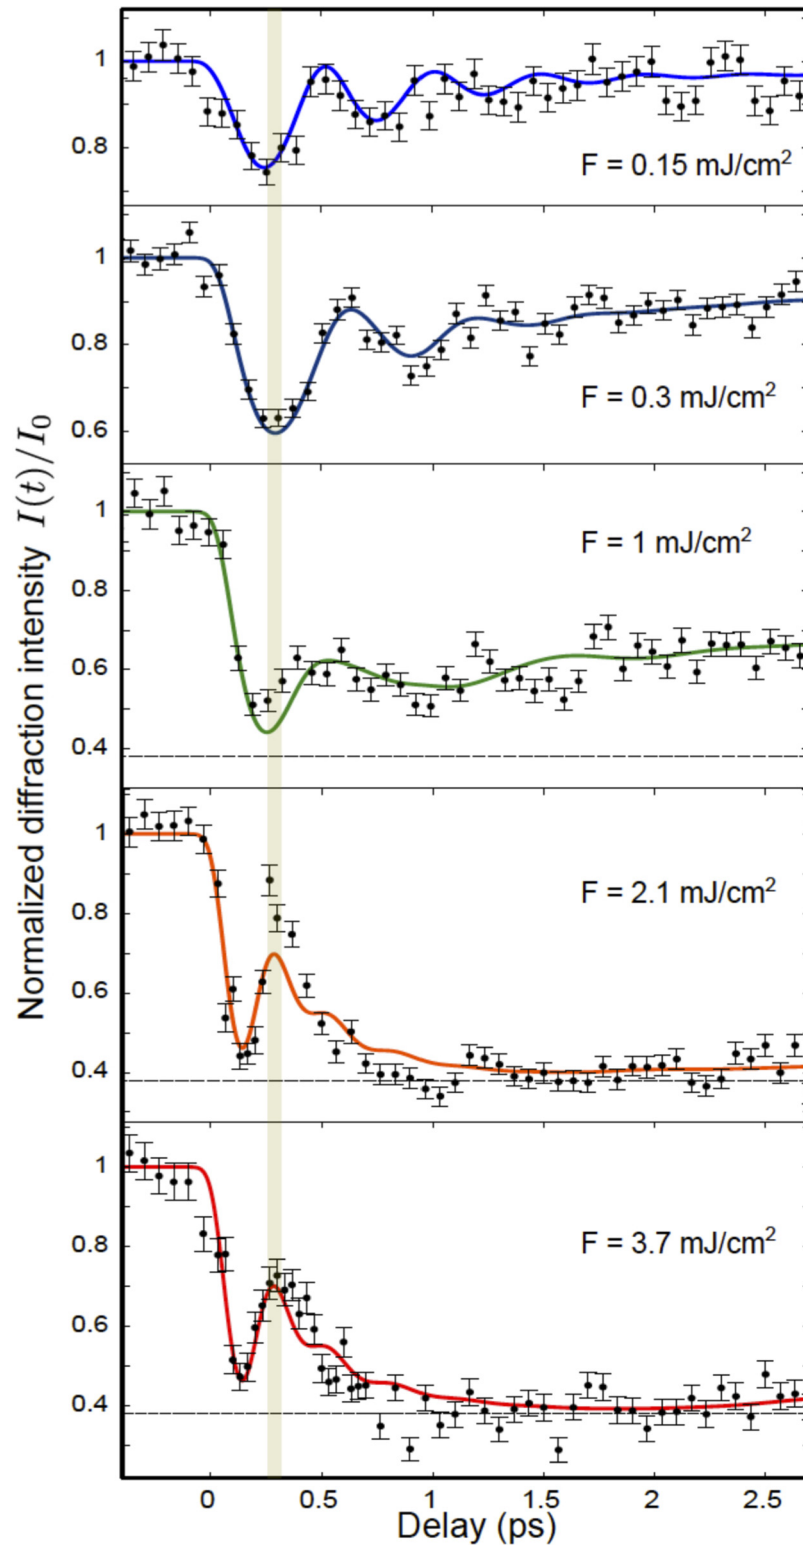 Normalized diffraction intensity I(t)/I₀
1
0.8
F = 0.15 mJ/cm²
1
0.8
0.6
F = 0.3 mJ/cm²
1
0.8
0.6
0.4
F = 1 mJ/cm²
1
0.8
0.6
0.4
F = 2.1 mJ/cm²
1
0.8
0.6
0.4
F = 3.7 mJ/cm²
0 0.5 1 1.5 2 2.5
Delay (ps)